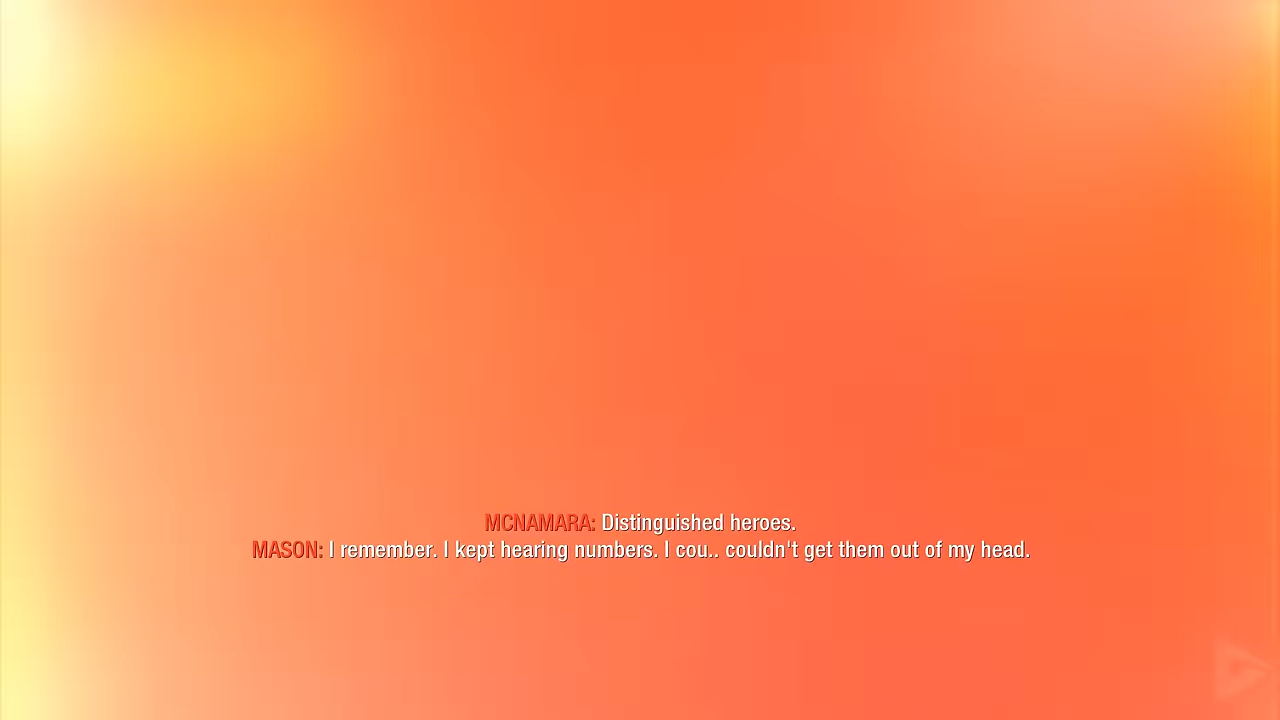 MCNAMARA: Distinguished heroes.
MASON: I remember. I kept hearing numbers. I cou.. couldn't get them out of my head.